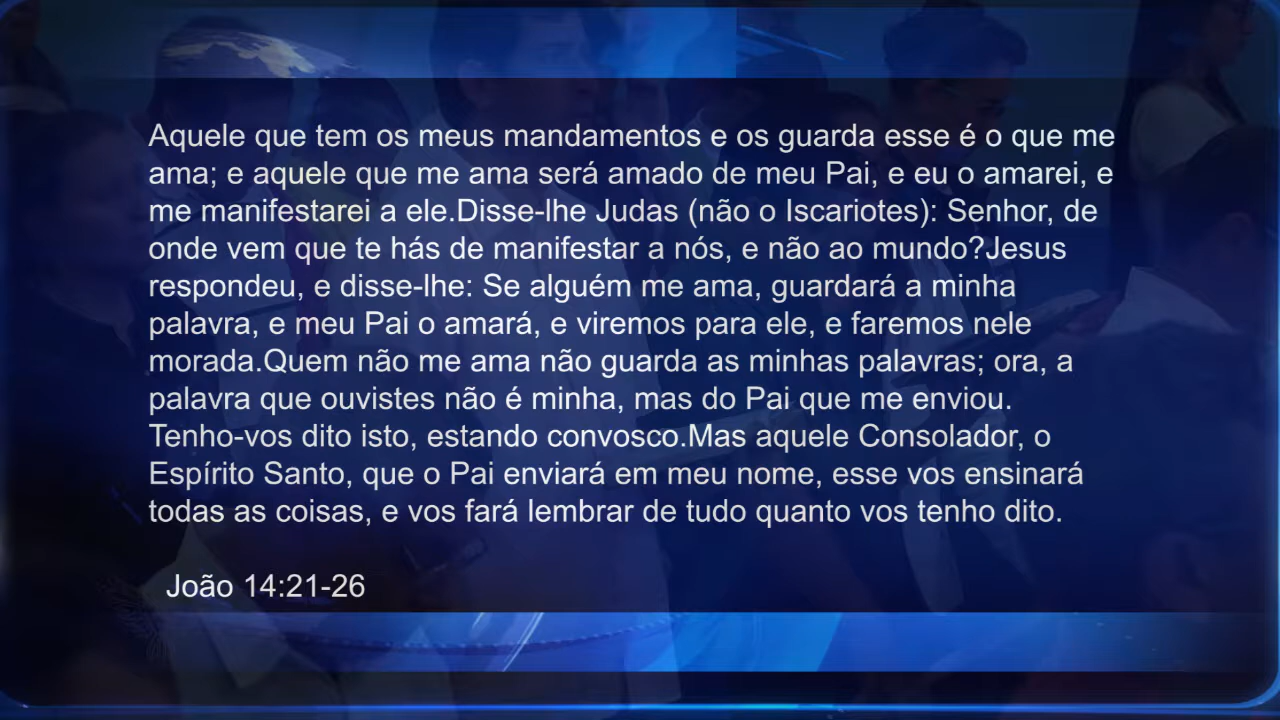 Aquele que tem os meus mandamentos e os guarda esse é o que me
ama; e aquele que me ama será amado de meu Pai, e eu o amarei, e
me manifestarei a ele.Disse-lhe Judas (não o Iscariotes): Senhor, de
onde vem que te hás de manifestar a nós, e não ao mundo?Jesus
respondeu, e disse-lhe: Se alguém me ama, guardará a minha
palavra, e meu Pai o amará, e viremos para ele, e faremos nele
morada.Quem não me ama não guarda as minhas palavras; ora, a
palavra que ouvistes não é minha, mas do Pai que me enviou.
Tenho-vos dito isto, estando convosco.Mas aquele Consolador, o
Espírito Santo, que o Pai enviará em meu nome, esse vos ensinará
todas as coisas, e vos fará lembrar de tudo quanto vos tenho dito.
João 14:21-26